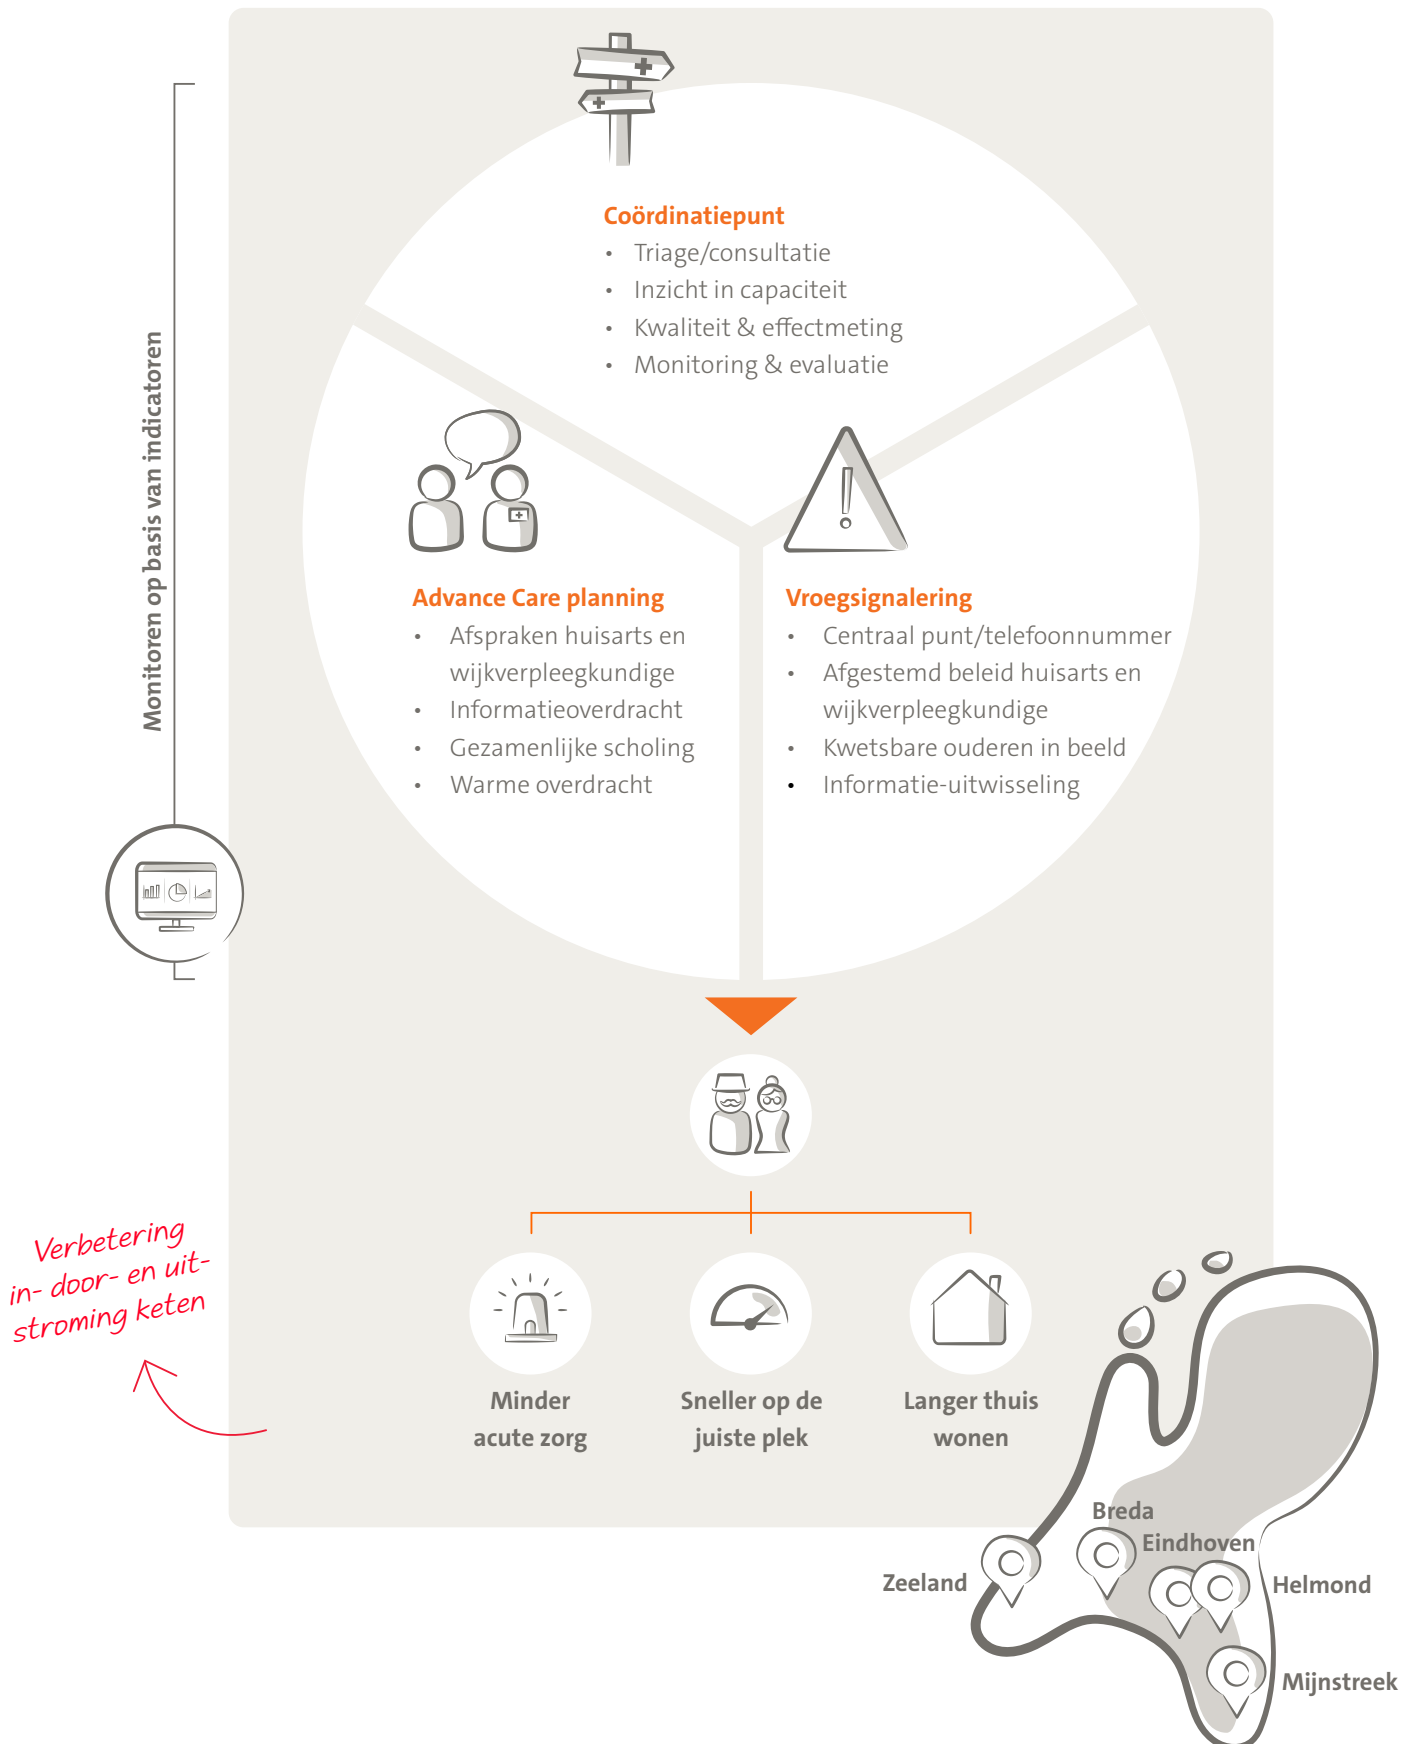 Coördinatiepunt
• Triage/consultatie
• Inzicht in capaciteit
• Kwaliteit & effectmeting
• Monitoring & evaluatie
Monitoren op basis van indicatoren
Advance Care planning
• Afspraken huisarts en
wijkverpleegkundige
• Informatieoverdracht
• Gezamenlijke scholing
• Warme overdracht
Vroegsignalering
• Centraal punt/telefoonnummer
• Afgestemd beleid huisarts en
wijkverpleegkundige
• Kwetsbare ouderen in beeld
• Informatie-uitwisseling
Verbetering
in- door- en uit-
stroming keten
Minder
acute zorg
Sneller op de
juiste plek
Langer thuis
wonen
Breda
Eindhoven
Zeeland
Helmond
Mijnstreek